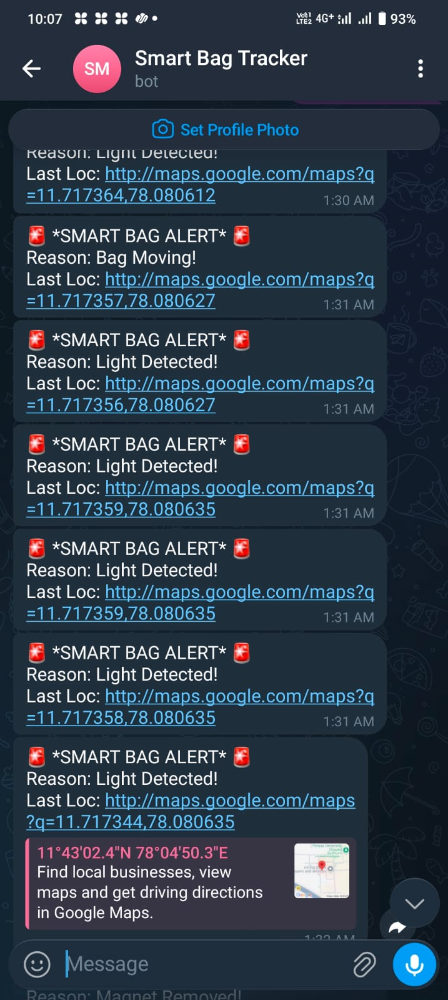 10:07
Vo))1 LTE2 4G+ 93%
SM
Smart Bag Tracker
bot
Set Profile Photo
Reason: Light Detected!
Last Loc: http://maps.google.com/maps?q
=11.717364,78.080612
1:30 AM
🚨 *SMART BAG ALERT* 🚨
Reason: Bag Moving!
Last Loc: http://maps.google.com/maps?q
=11.717357,78.080627
1:31 AM
🚨 *SMART BAG ALERT* 🚨
Reason: Light Detected!
Last Loc: http://maps.google.com/maps?q
=11.717356,78.080627
1:31 AM
🚨 *SMART BAG ALERT* 🚨
Reason: Light Detected!
Last Loc: http://maps.google.com/maps?q
=11.717359,78.080635
1:31 AM
🚨 *SMART BAG ALERT* 🚨
Reason: Light Detected!
Last Loc: http://maps.google.com/maps?q
=11.717359,78.080635
1:31 AM
🚨 *SMART BAG ALERT* 🚨
Reason: Light Detected!
Last Loc: http://maps.google.com/maps?q
=11.717358,78.080635
1:31 AM
🚨 *SMART BAG ALERT* 🚨
Reason: Light Detected!
Last Loc: http://maps.google.com/maps
?q=11.717344,78.080635
11°43'02.4"N 78°04'50.3"E
Find local businesses, view
maps and get driving directions
in Google Maps.
Message
Reason: Magnet Removed!